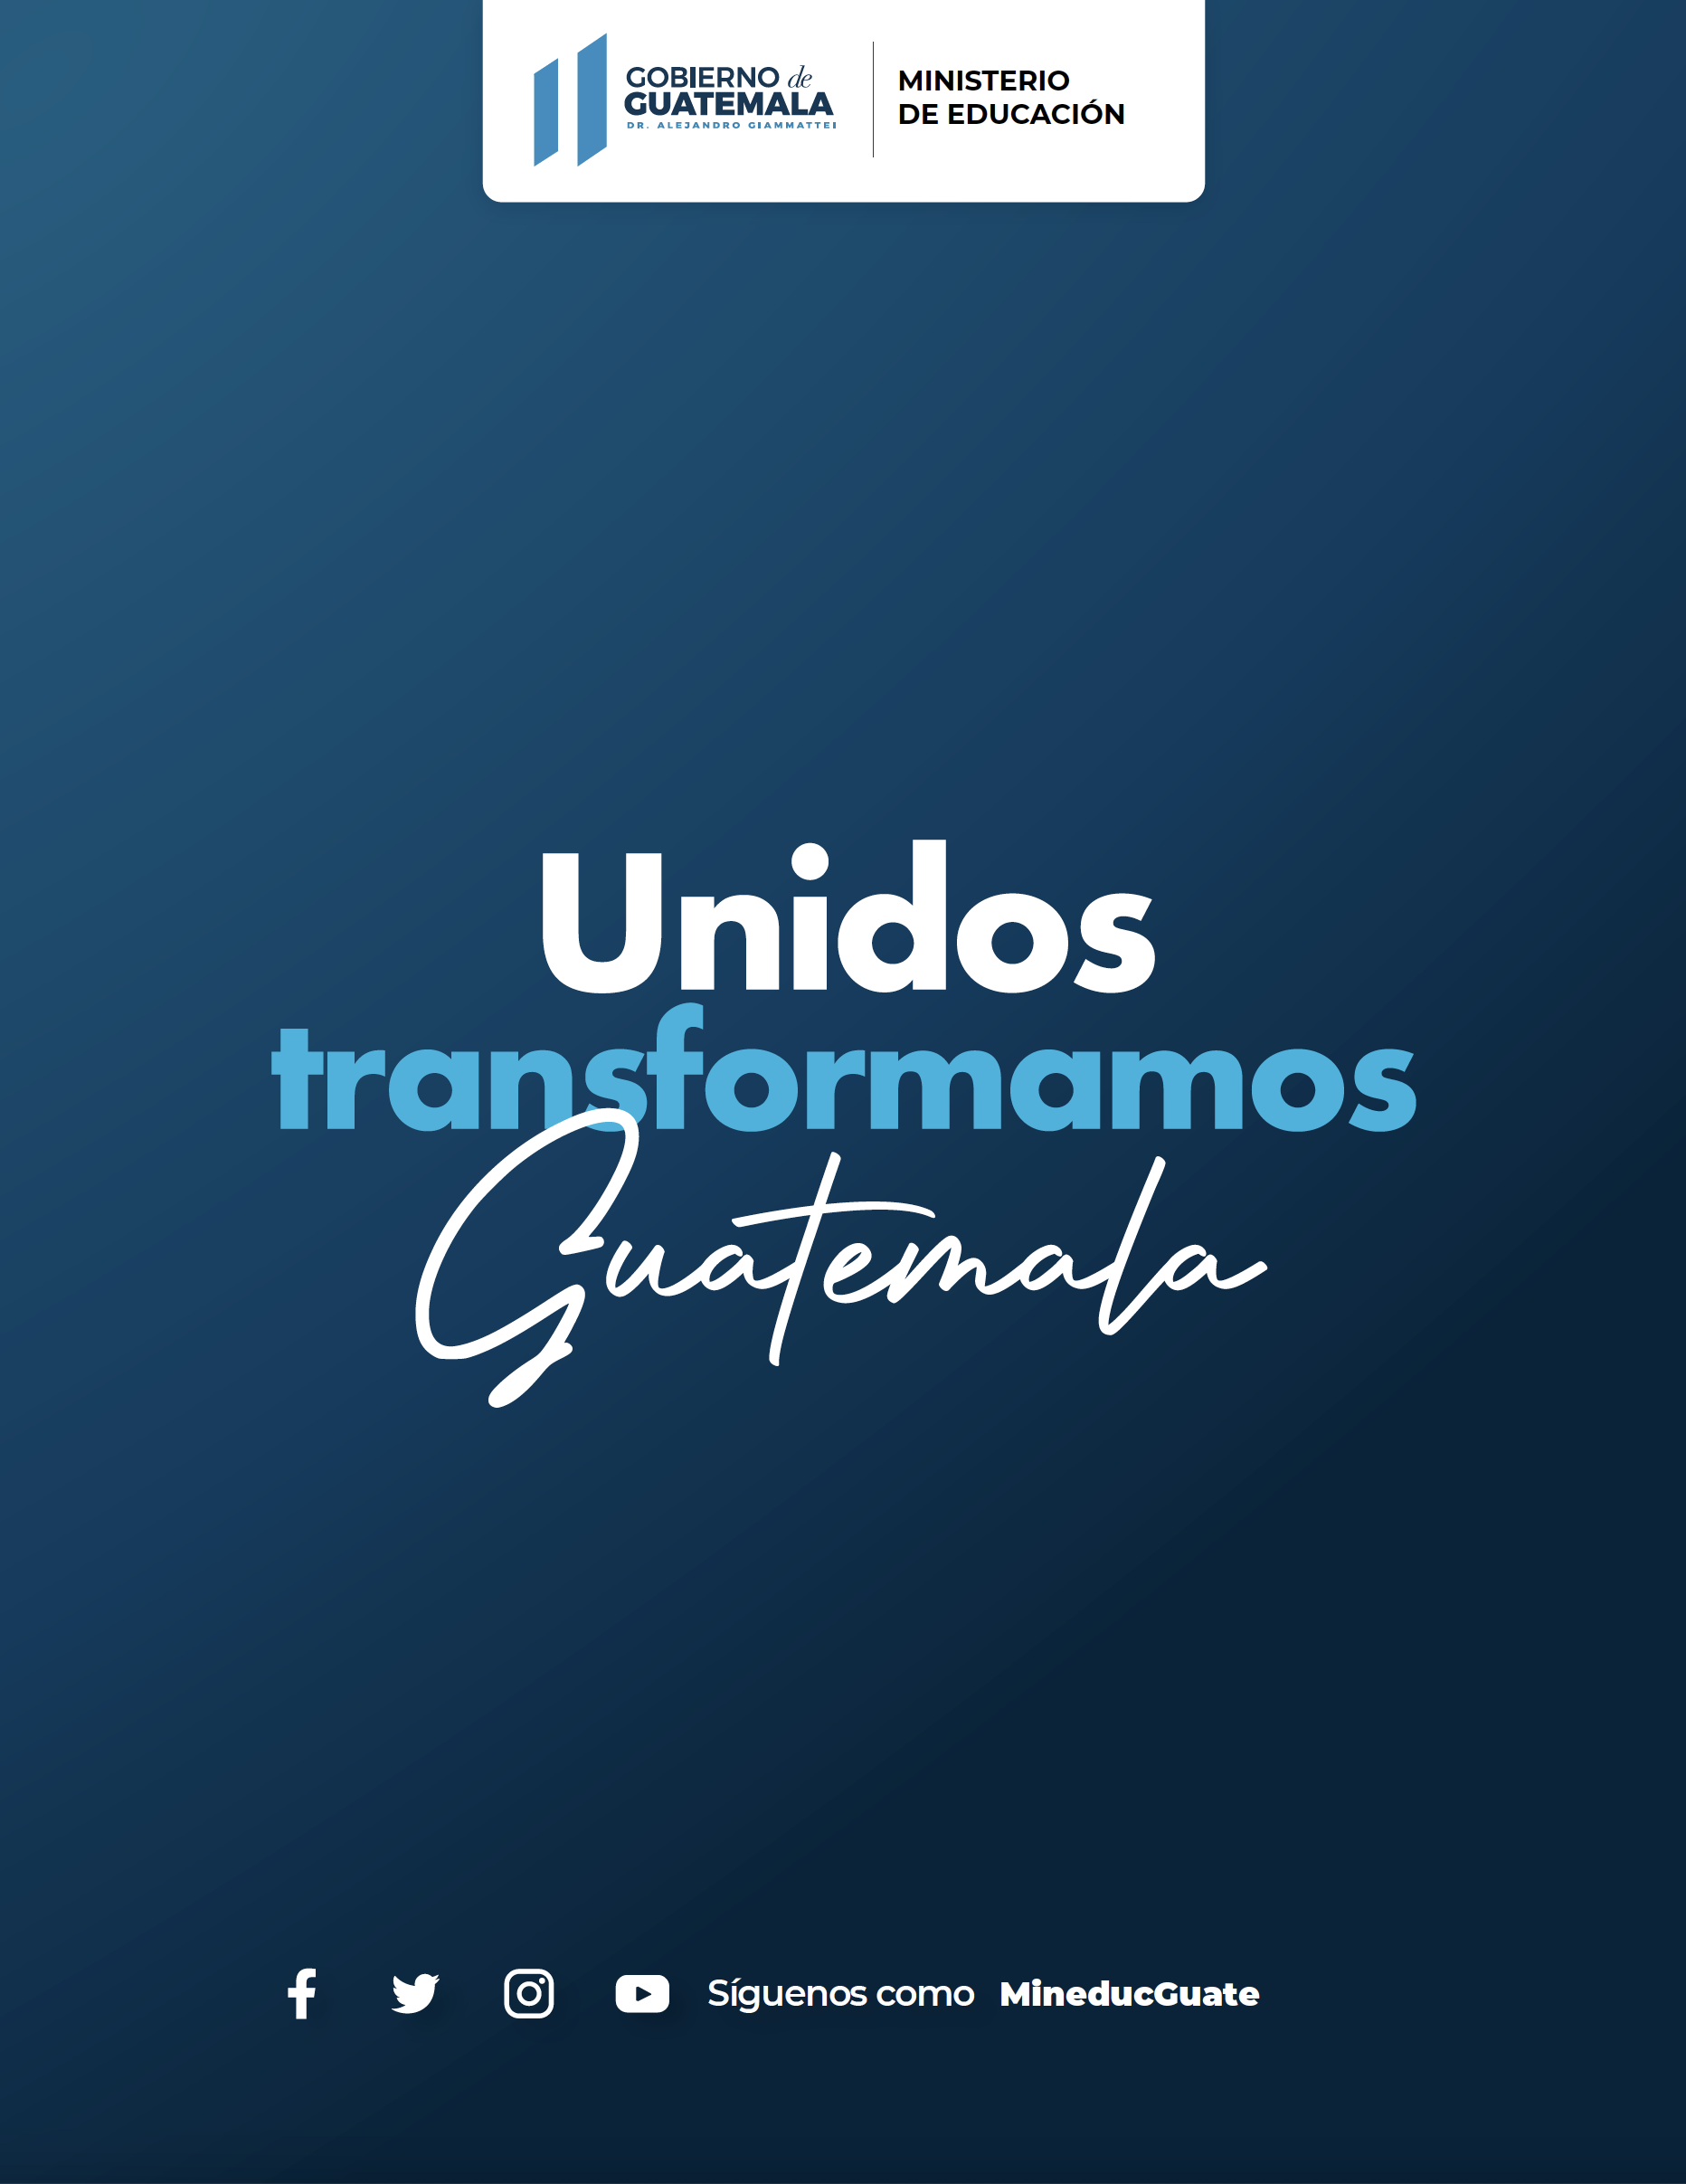 GOBIERNO de
GUATEMALA
DR. ALEJANDRO GIAMMATTEI
MINISTERIO
DE EDUCACIÓN
Unidos
transformamos
Guatemala
Síguenos como MineducGuate